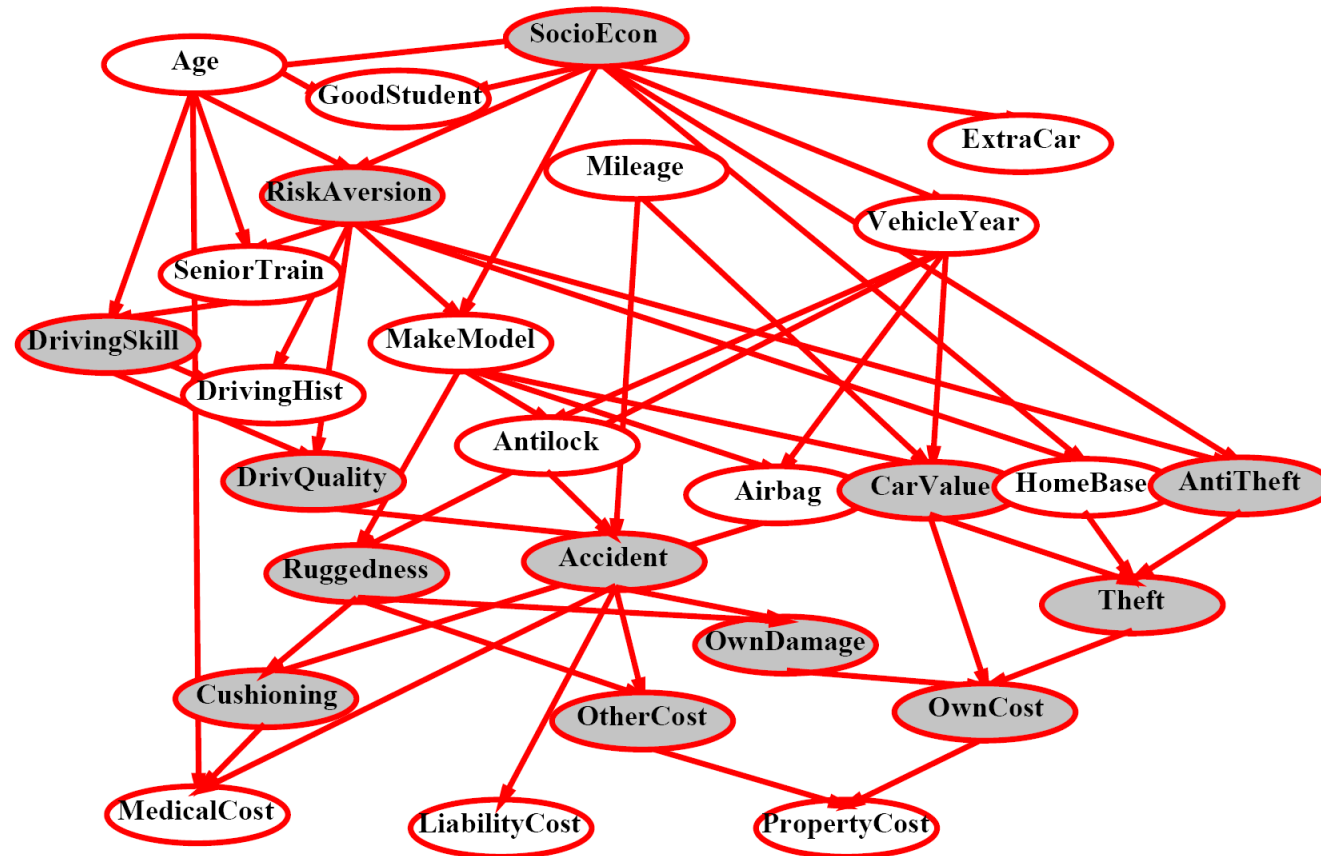 SocioEcon
Age
GoodStudent
ExtraCar
Mileage
RiskAversion
VehicleYear
SeniorTrain
DrivingSkill
MakeModel
DrivingHist
Antilock
DrivQuality
Airbag
CarValue
HomeBase
AntiTheft
Ruggedness
Accident
Theft
OwnDamage
Cushioning
OtherCost
OwnCost
MedicalCost
LiabilityCost
PropertyCost